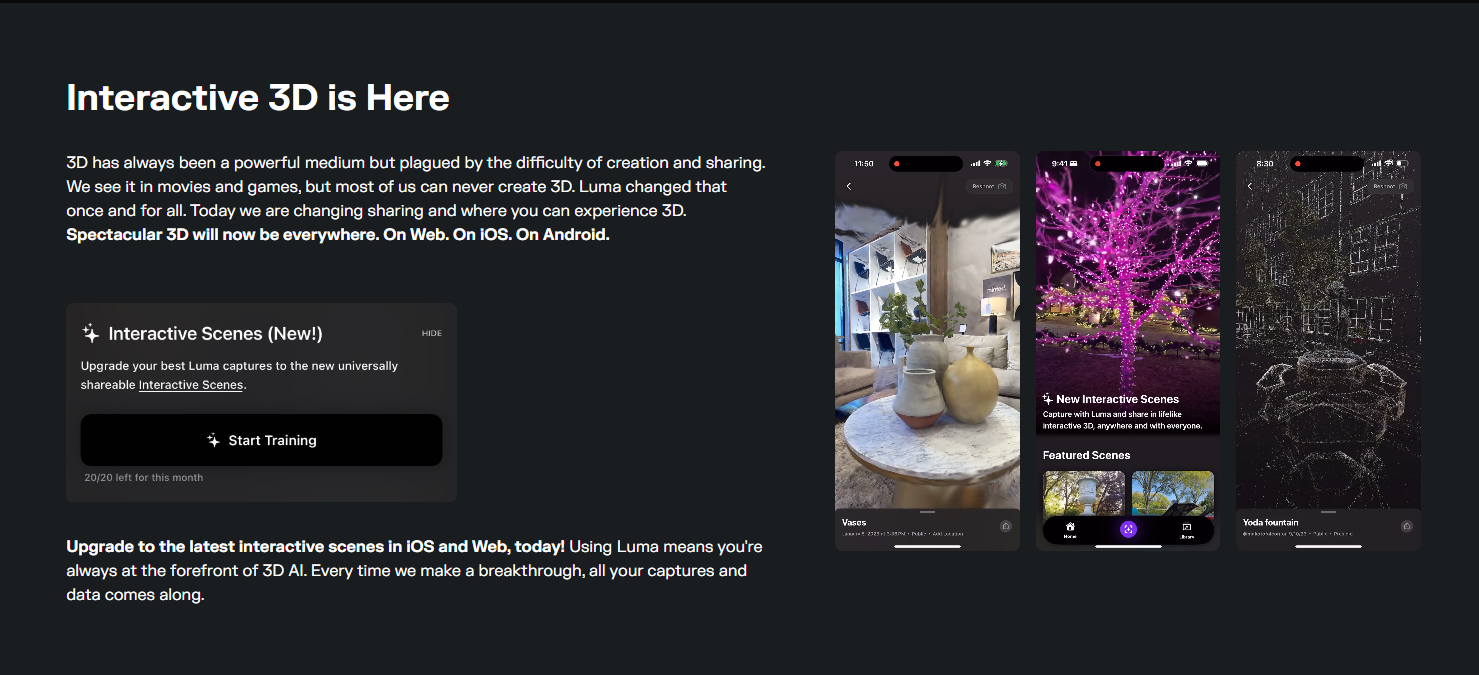 Interactive 3D is Here
3D has always been a powerful medium but plagued by the difficulty of creation and sharing.
We see it in movies and games, but most of us can never create 3D. Luma changed that
once and for all. Today we are changing sharing and where you can experience 3D.
Spectacular 3D will now be everywhere. On Web. On iOS. On Android.
Interactive Scenes (New!)
HIDE
Upgrade your best Luma captures to the new universally
shareable Interactive Scenes.
Start Training
20/20 left for this month
Upgrade to the latest interactive scenes in iOS and Web, today! Using Luma means you're
always at the forefront of 3D AI. Every time we make a breakthrough, all your captures and
data comes along.
11:50
Reshoot
Vases
Public • Add Location
9:41
New Interactive Scenes
Capture with Luma and share in lifelike
interactive 3D, anywhere and with everyone.
Featured Scenes
Home
Library
8:30
Reshoot
Yoda fountain
Public